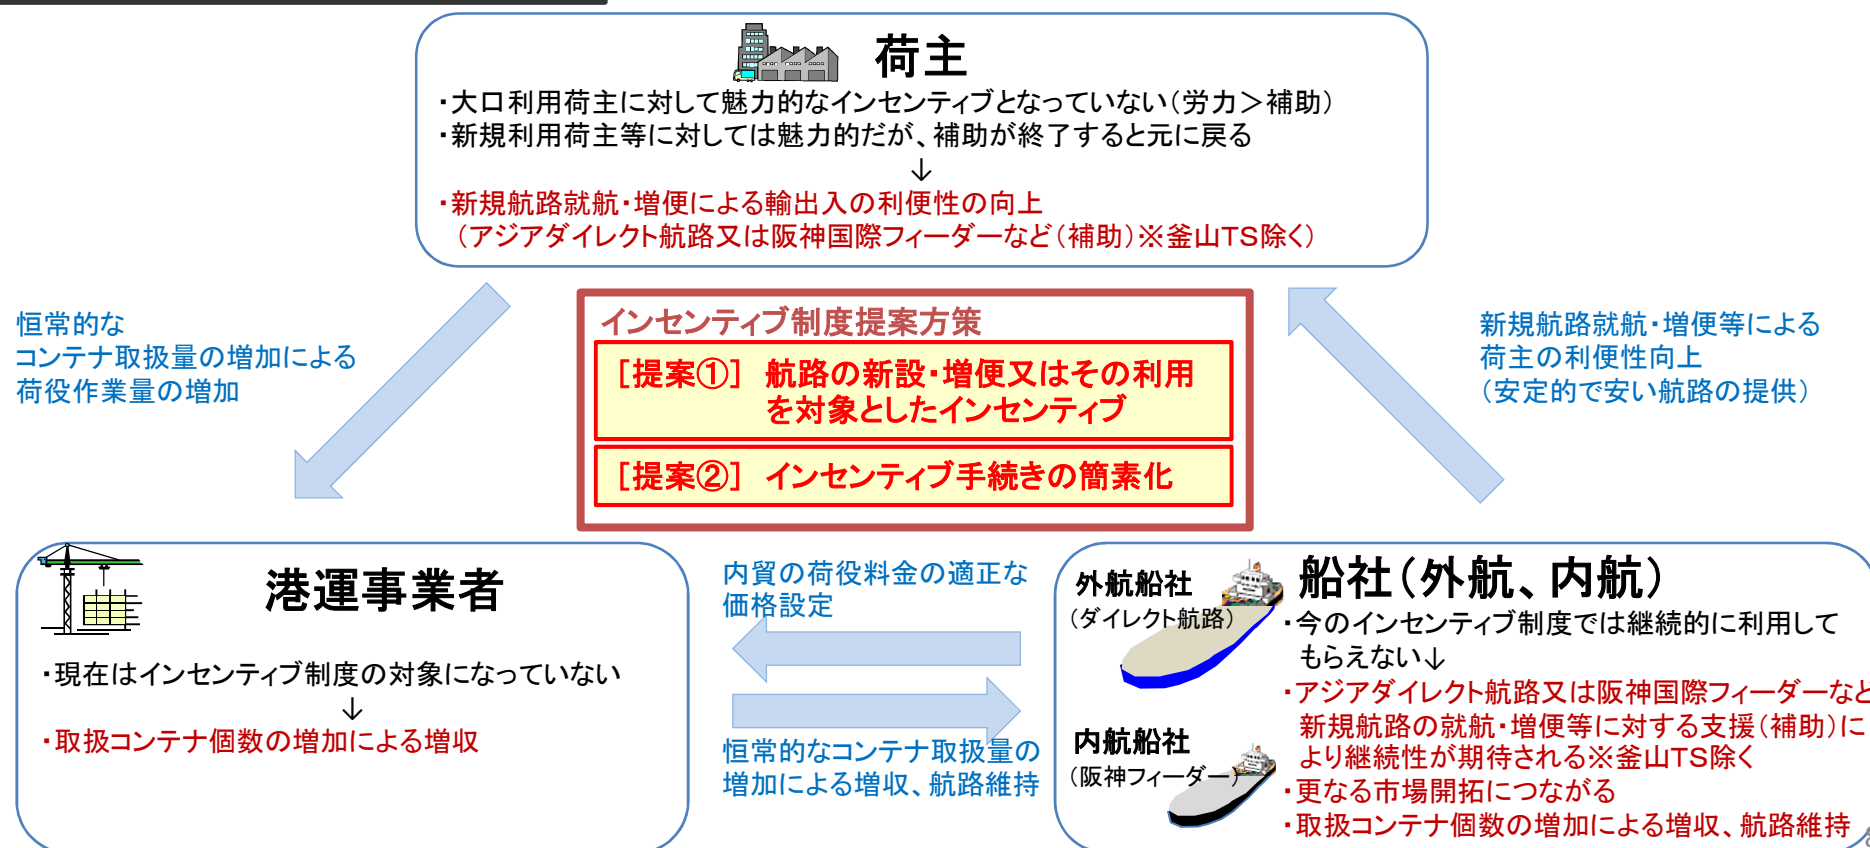 荷主
・大口利用荷主に対して魅力的なインセンティブとなっていない（労力＞補助）
・新規利用荷主等に対しては魅力的だが、補助が終了すると元に戻る
↓
・新規航路就航・増便による輸出入の利便性の向上
（アジアダイレクト航路又は阪神国際フィーダーなど（補助）※釜山TS除く）
恒常的な
コンテナ取扱量の増加による
荷役作業量の増加
インセンティブ制度提案方策
［提案①］ 航路の新設・増便又はその利用
を対象としたインセンティブ
［提案②］ インセンティブ手続きの簡素化
新規航路就航・増便等による
荷主の利便性向上
（安定的で安い航路の提供）
港運事業者
・現在はインセンティブ制度の対象になっていない
↓
・取扱コンテナ個数の増加による増収
内貿の荷役料金の適正な
価格設定
恒常的なコンテナ取扱量の
増加による増収、航路維持
外航船社
（ダイレクト航路）
内航船社
（阪神フィーダー）
船社（外航、内航）
・今のインセンティブ制度では継続的に利用して
もらえない↓
・アジアダイレクト航路又は阪神国際フィーダーなど
新規航路の就航・増便等に対する支援（補助）に
より継続性が期待される※釜山TS除く
・更なる市場開拓につながる
・取扱コンテナ個数の増加による増収、航路維持